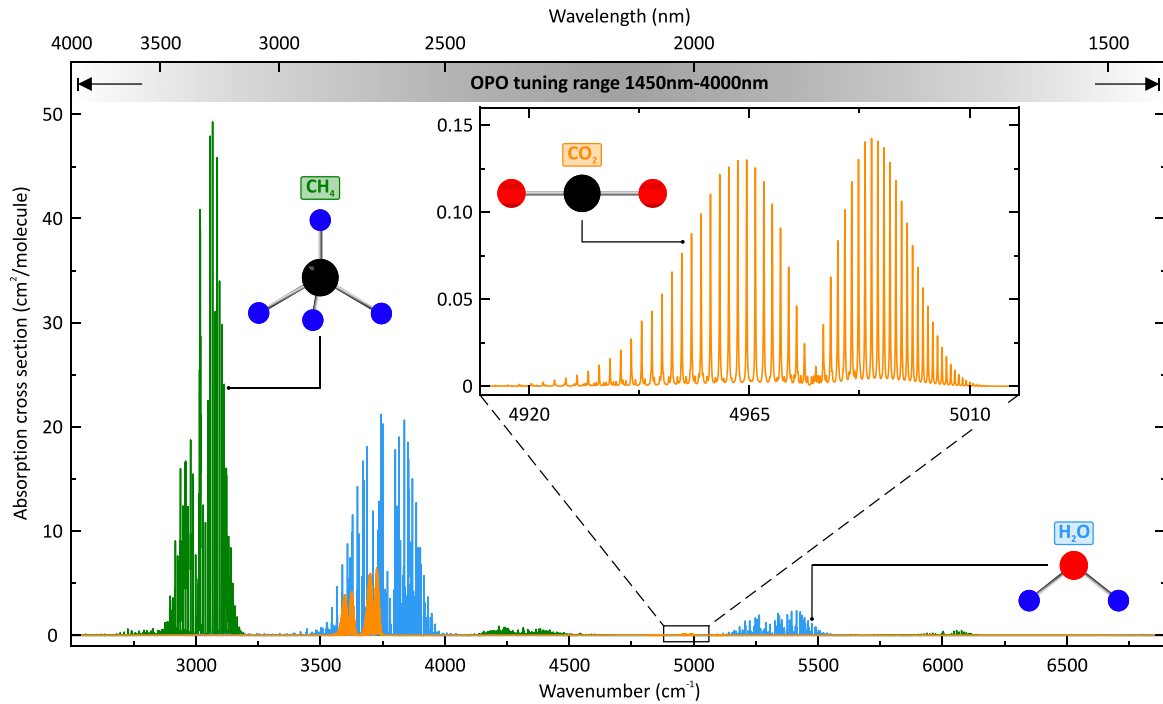 Wavelength (nm)
4000 3500 3000 2500 2000 1500
OPO tuning range 1450nm-4000nm
Absorption cross section (cm²/molecule)
50
40
30
20
10
0
CH₄
0.15
0.10
0.05
0
CO₂
4920 4965 5010
H₂O
3000 3500 4000 4500 5000 5500 6000 6500
Wavenumber (cm⁻¹)